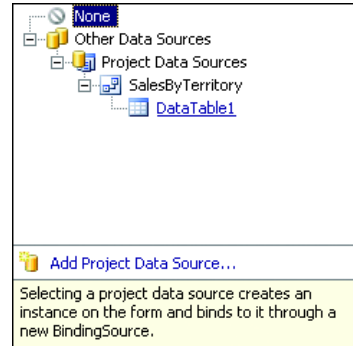 None
Other Data Sources
Project Data Sources
SalesByTerritory
DataTable1
Add Project Data Source...
Selecting a project data source creates an
instance on the form and binds to it through a
new BindingSource.